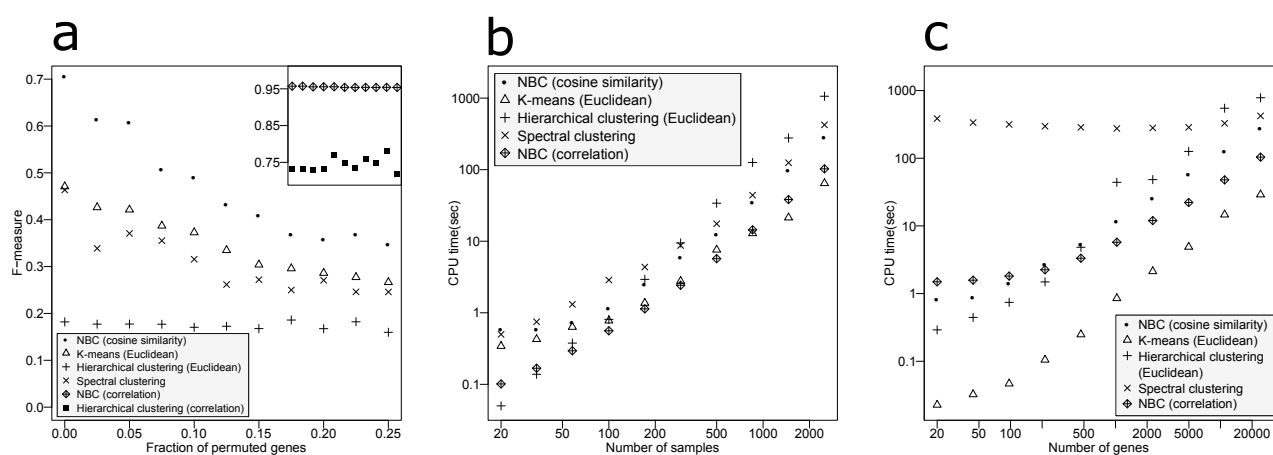 a
0.7
0.6
0.5
0.4
0.3
0.2
0.1
0.0
F-measure
0.95
0.85
0.75
NBC (cosine similarity)
K-means (Euclidean)
Hierarchical clustering (Euclidean)
Spectral clustering
NBC (correlation)
Hierarchical clustering (correlation)
0.00 0.05 0.10 0.15 0.20 0.25
Fraction of permuted genes
b
NBC (cosine similarity)
K-means (Euclidean)
Hierarchical clustering (Euclidean)
Spectral clustering
NBC (correlation)
1000
100
10
1
0.1
CPU time(sec)
20 50 100 200 500 1000 2000
Number of samples
c
1000
100
10
1
0.1
CPU time(sec)
NBC (cosine similarity)
K-means (Euclidean)
Hierarchical clustering
(Euclidean)
Spectral clustering
NBC (correlation)
20 50 100 500 2000 5000 20000
Number of genes